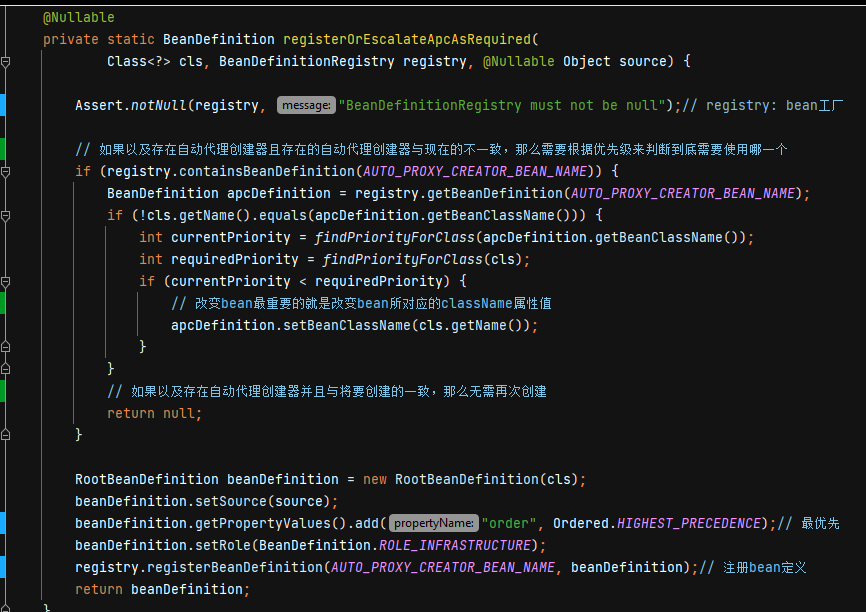 @Nullable
private static BeanDefinition registerOrEscalateApcAsRequired(
Class<?> cls, BeanDefinitionRegistry registry, @Nullable Object source) {
Assert.notNull(registry, message: "BeanDefinitionRegistry must not be null");// registry: bean工厂
// 如果以及存在自动代理创建器且存在的自动代理创建器与现在的不一致，那么需要根据优先级来判断到底需要使用哪一个
if (registry.containsBeanDefinition(AUTO_PROXY_CREATOR_BEAN_NAME)) {
BeanDefinition apcDefinition = registry.getBeanDefinition(AUTO_PROXY_CREATOR_BEAN_NAME);
if (!cls.getName().equals(apcDefinition.getBeanClassName())) {
int currentPriority = findPriorityForClass(apcDefinition.getBeanClassName());
int requiredPriority = findPriorityForClass(cls);
if (currentPriority < requiredPriority) {
// 改变bean最重要的就是改变bean所对应的className属性值
apcDefinition.setBeanClassName(cls.getName());
}
}
// 如果以及存在自动代理创建器并且与将要创建的一致，那么无需再次创建
return null;
}
RootBeanDefinition beanDefinition = new RootBeanDefinition(cls);
beanDefinition.setSource(source);
beanDefinition.getPropertyValues().add(propertyName: "order", Ordered.HIGHEST_PRECEDENCE);// 最优先
beanDefinition.setRole(BeanDefinition.ROLE_INFRASTRUCTURE);
registry.registerBeanDefinition(AUTO_PROXY_CREATOR_BEAN_NAME, beanDefinition);// 注册bean定义
return beanDefinition;
}